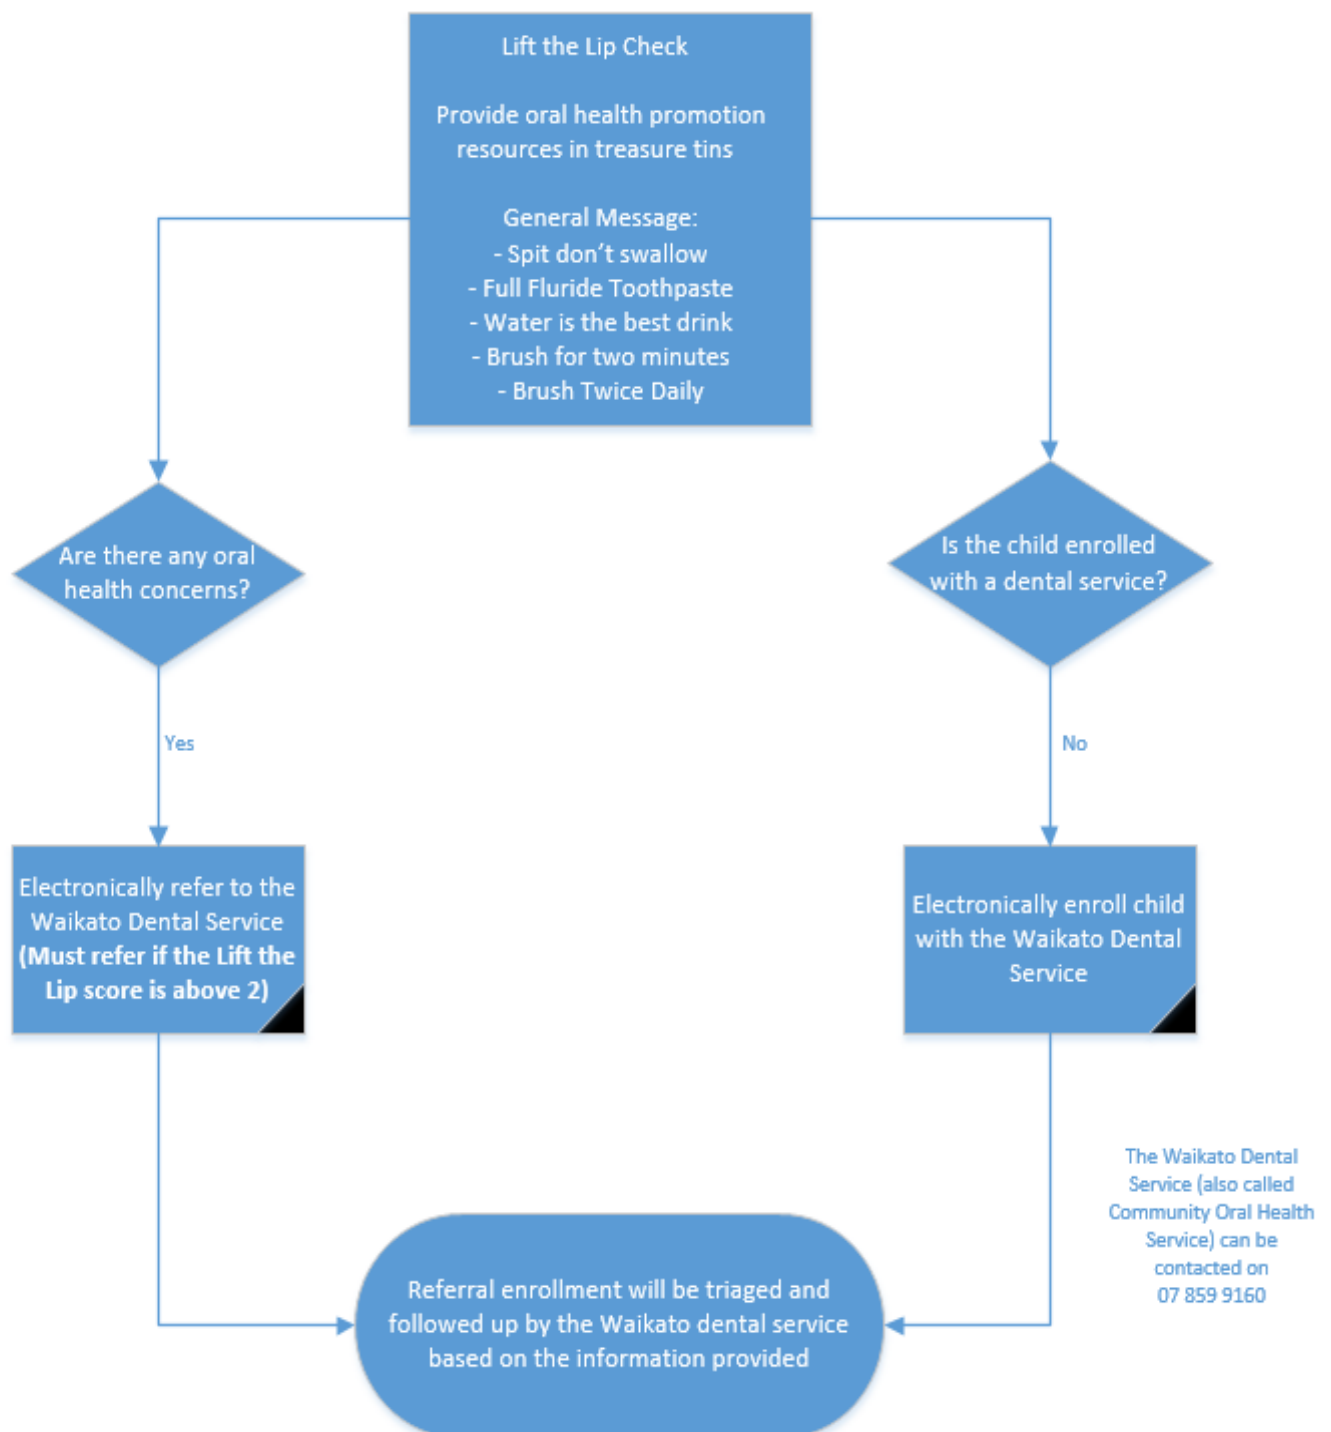 Lift the Lip Check
Provide oral health promotion
resources in treasure tins
General Message:
- Spit don't swallow
- Full Fluride Toothpaste
- Water is the best drink
- Brush for two minutes
- Brush Twice Daily
Are there any oral
health concerns?
Is the child enrolled
with a dental service?
Yes
No
Electronically refer to the
Waikato Dental Service
(Must refer if the Lift the
Lip score is above 2)
Electronically enroll child
with the Waikato Dental
Service
The Waikato Dental
Service (also called
Community Oral Health
Service) can be
contacted on
07 859 9160
Referral enrollment will be triaged and
followed up by the Waikato dental service
based on the information provided